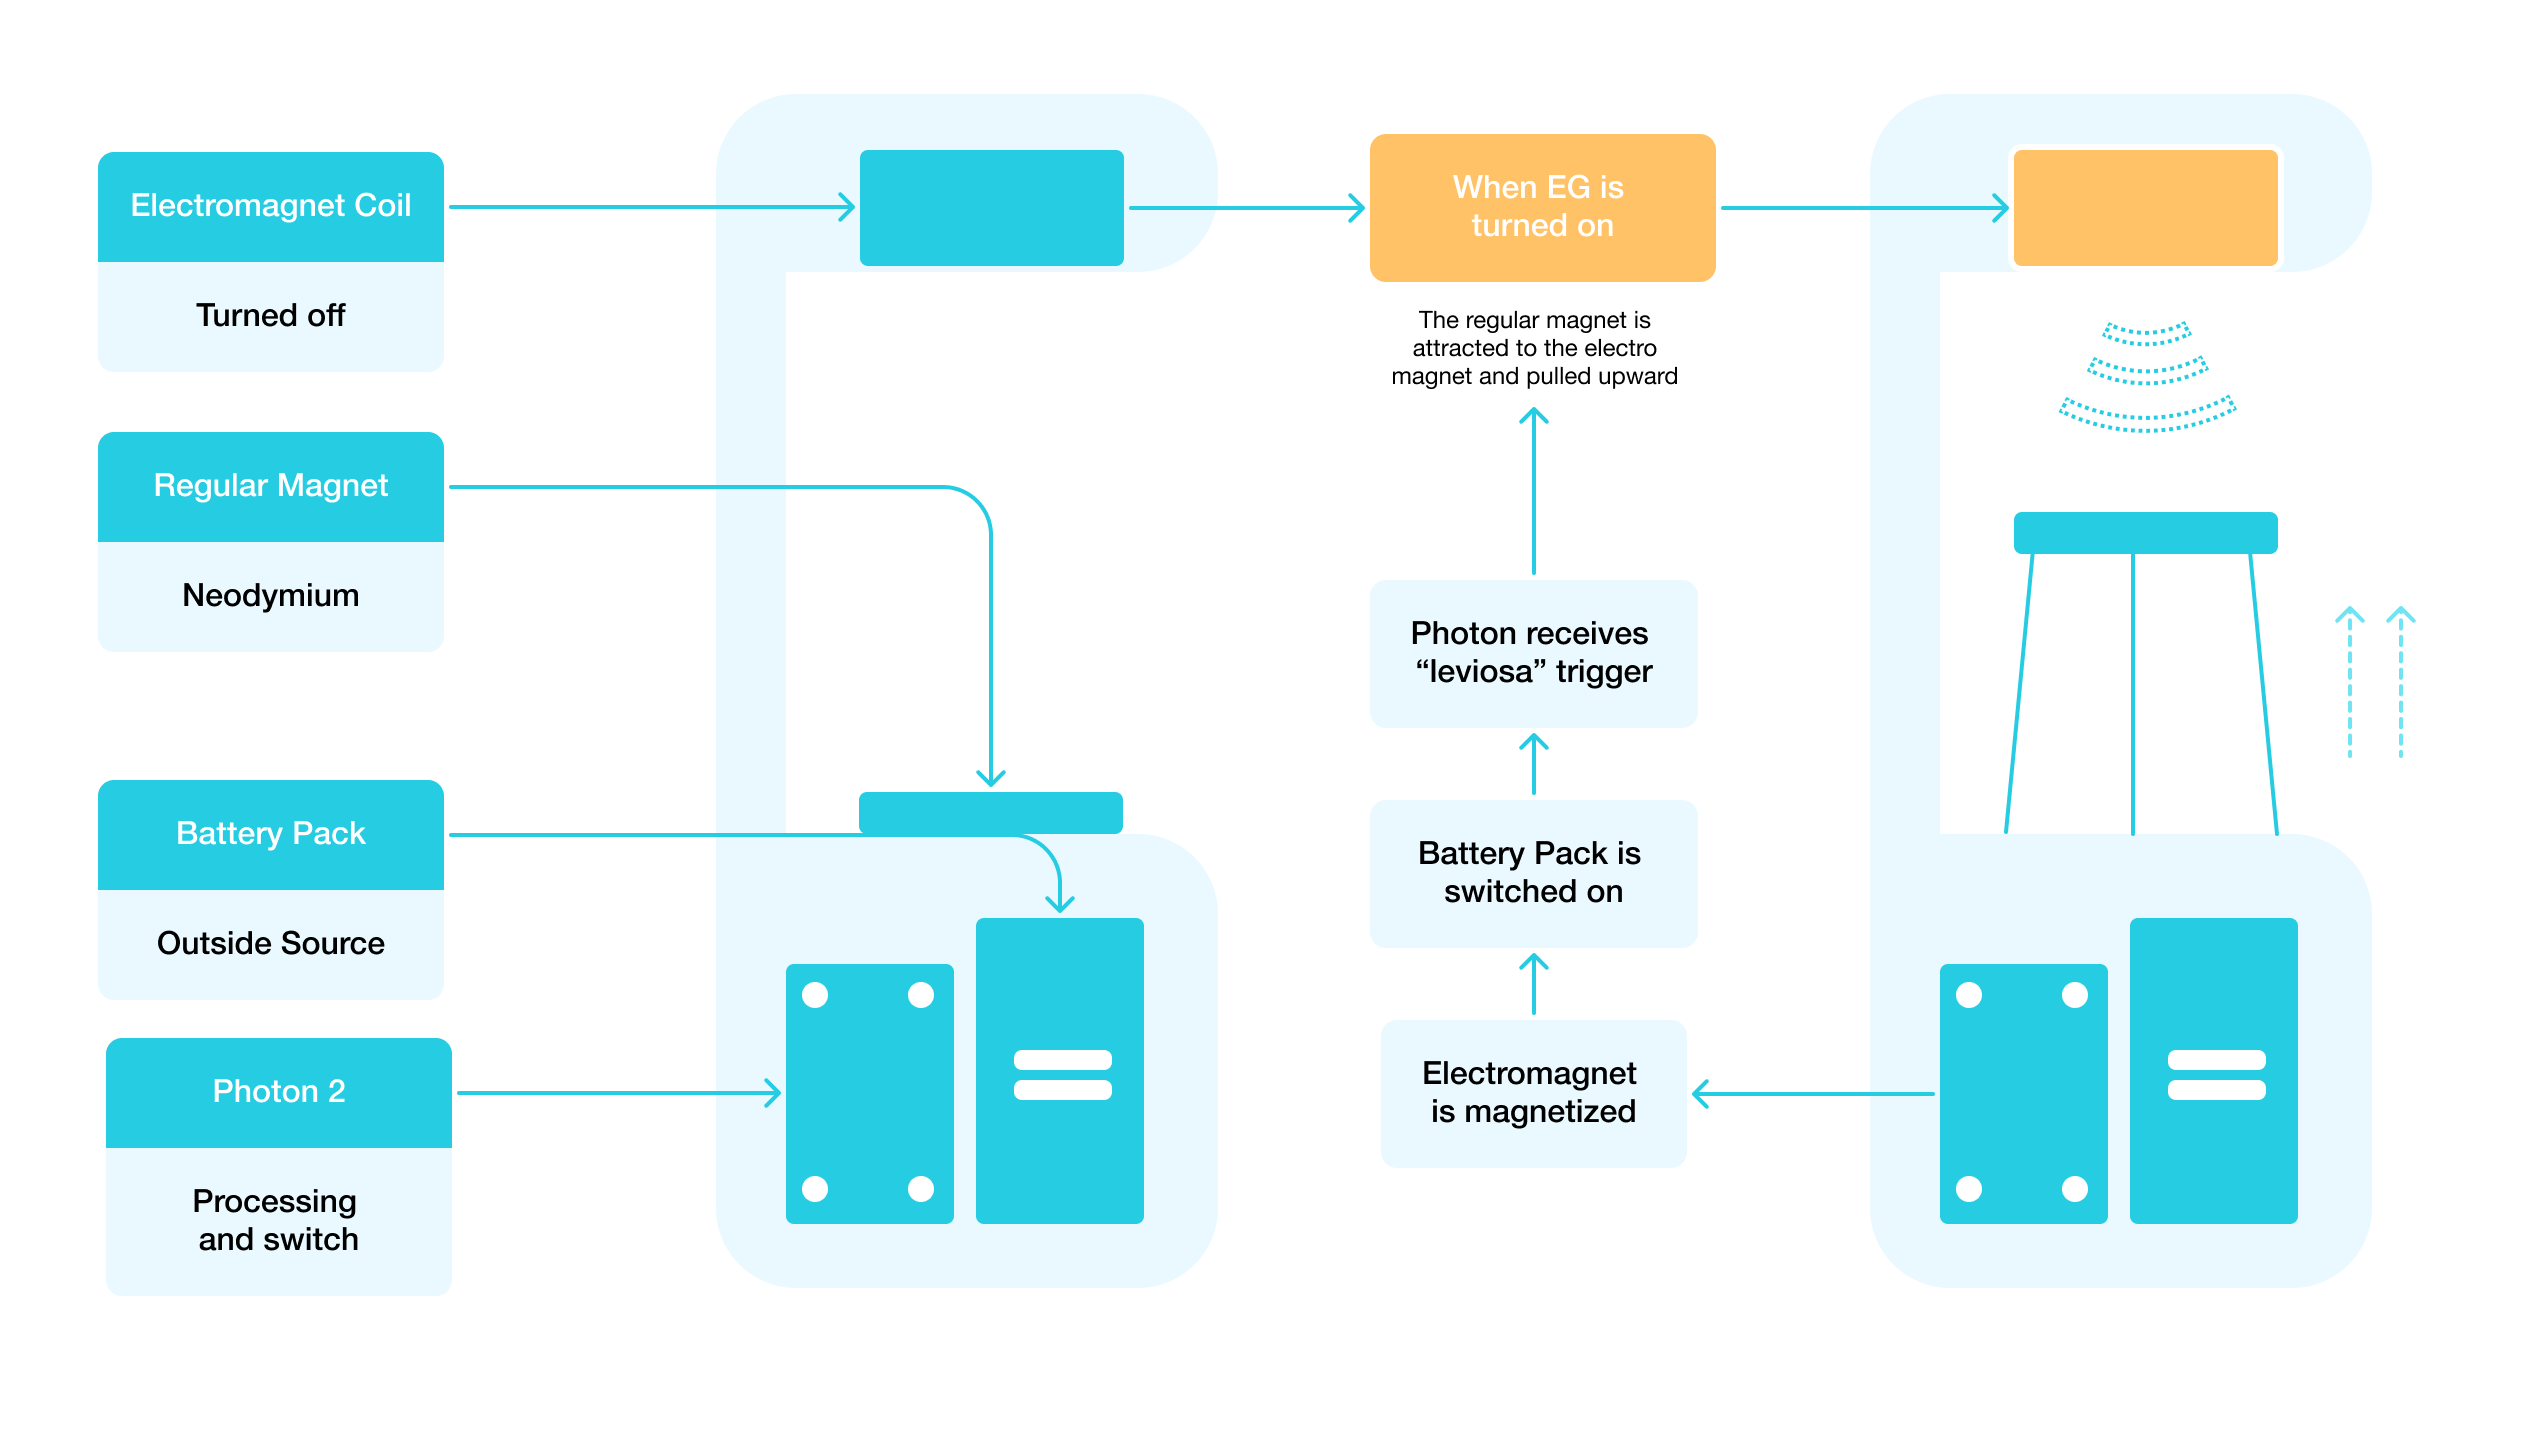 Electromagnet Coil
Turned off
Regular Magnet
Neodymium
Battery Pack
Outside Source
Photon 2
Processing
and switch
When EG is
turned on
The regular magnet is
attracted to the electro
magnet and pulled upward
Photon receives
“leviosa” trigger
Battery Pack is
switched on
Electromagnet
is magnetized